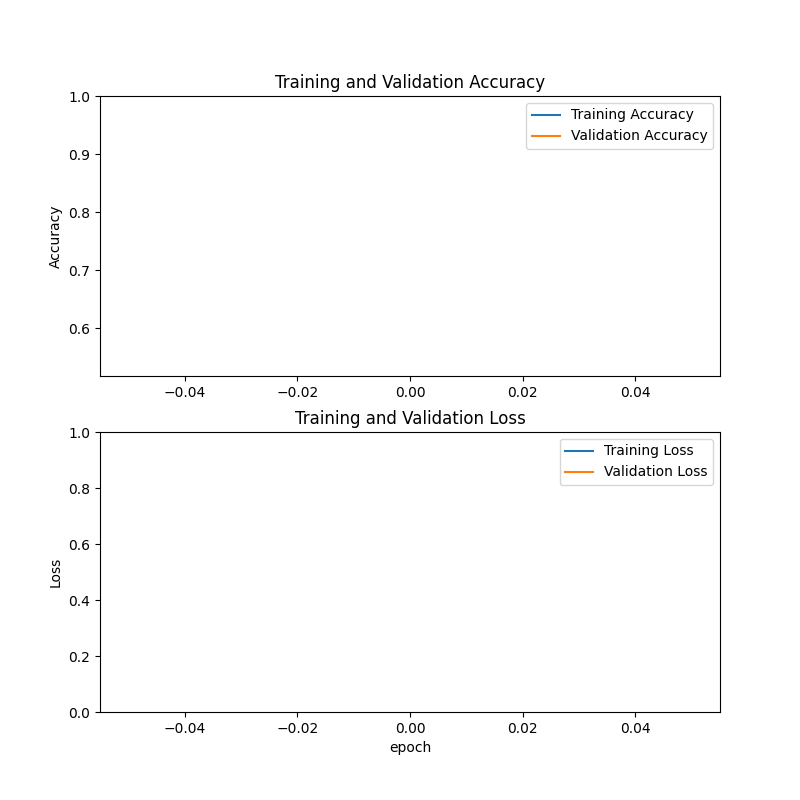 Training and Validation Accuracy
1.0
Training Accuracy
Validation Accuracy
0.9
0.8
Accuracy
0.7
0.6
−0.04 −0.02 0.00 0.02 0.04
Training and Validation Loss
1.0
Training Loss
Validation Loss
0.8
0.6
Loss
0.4
0.2
0.0
−0.04 −0.02 0.00 0.02 0.04
epoch